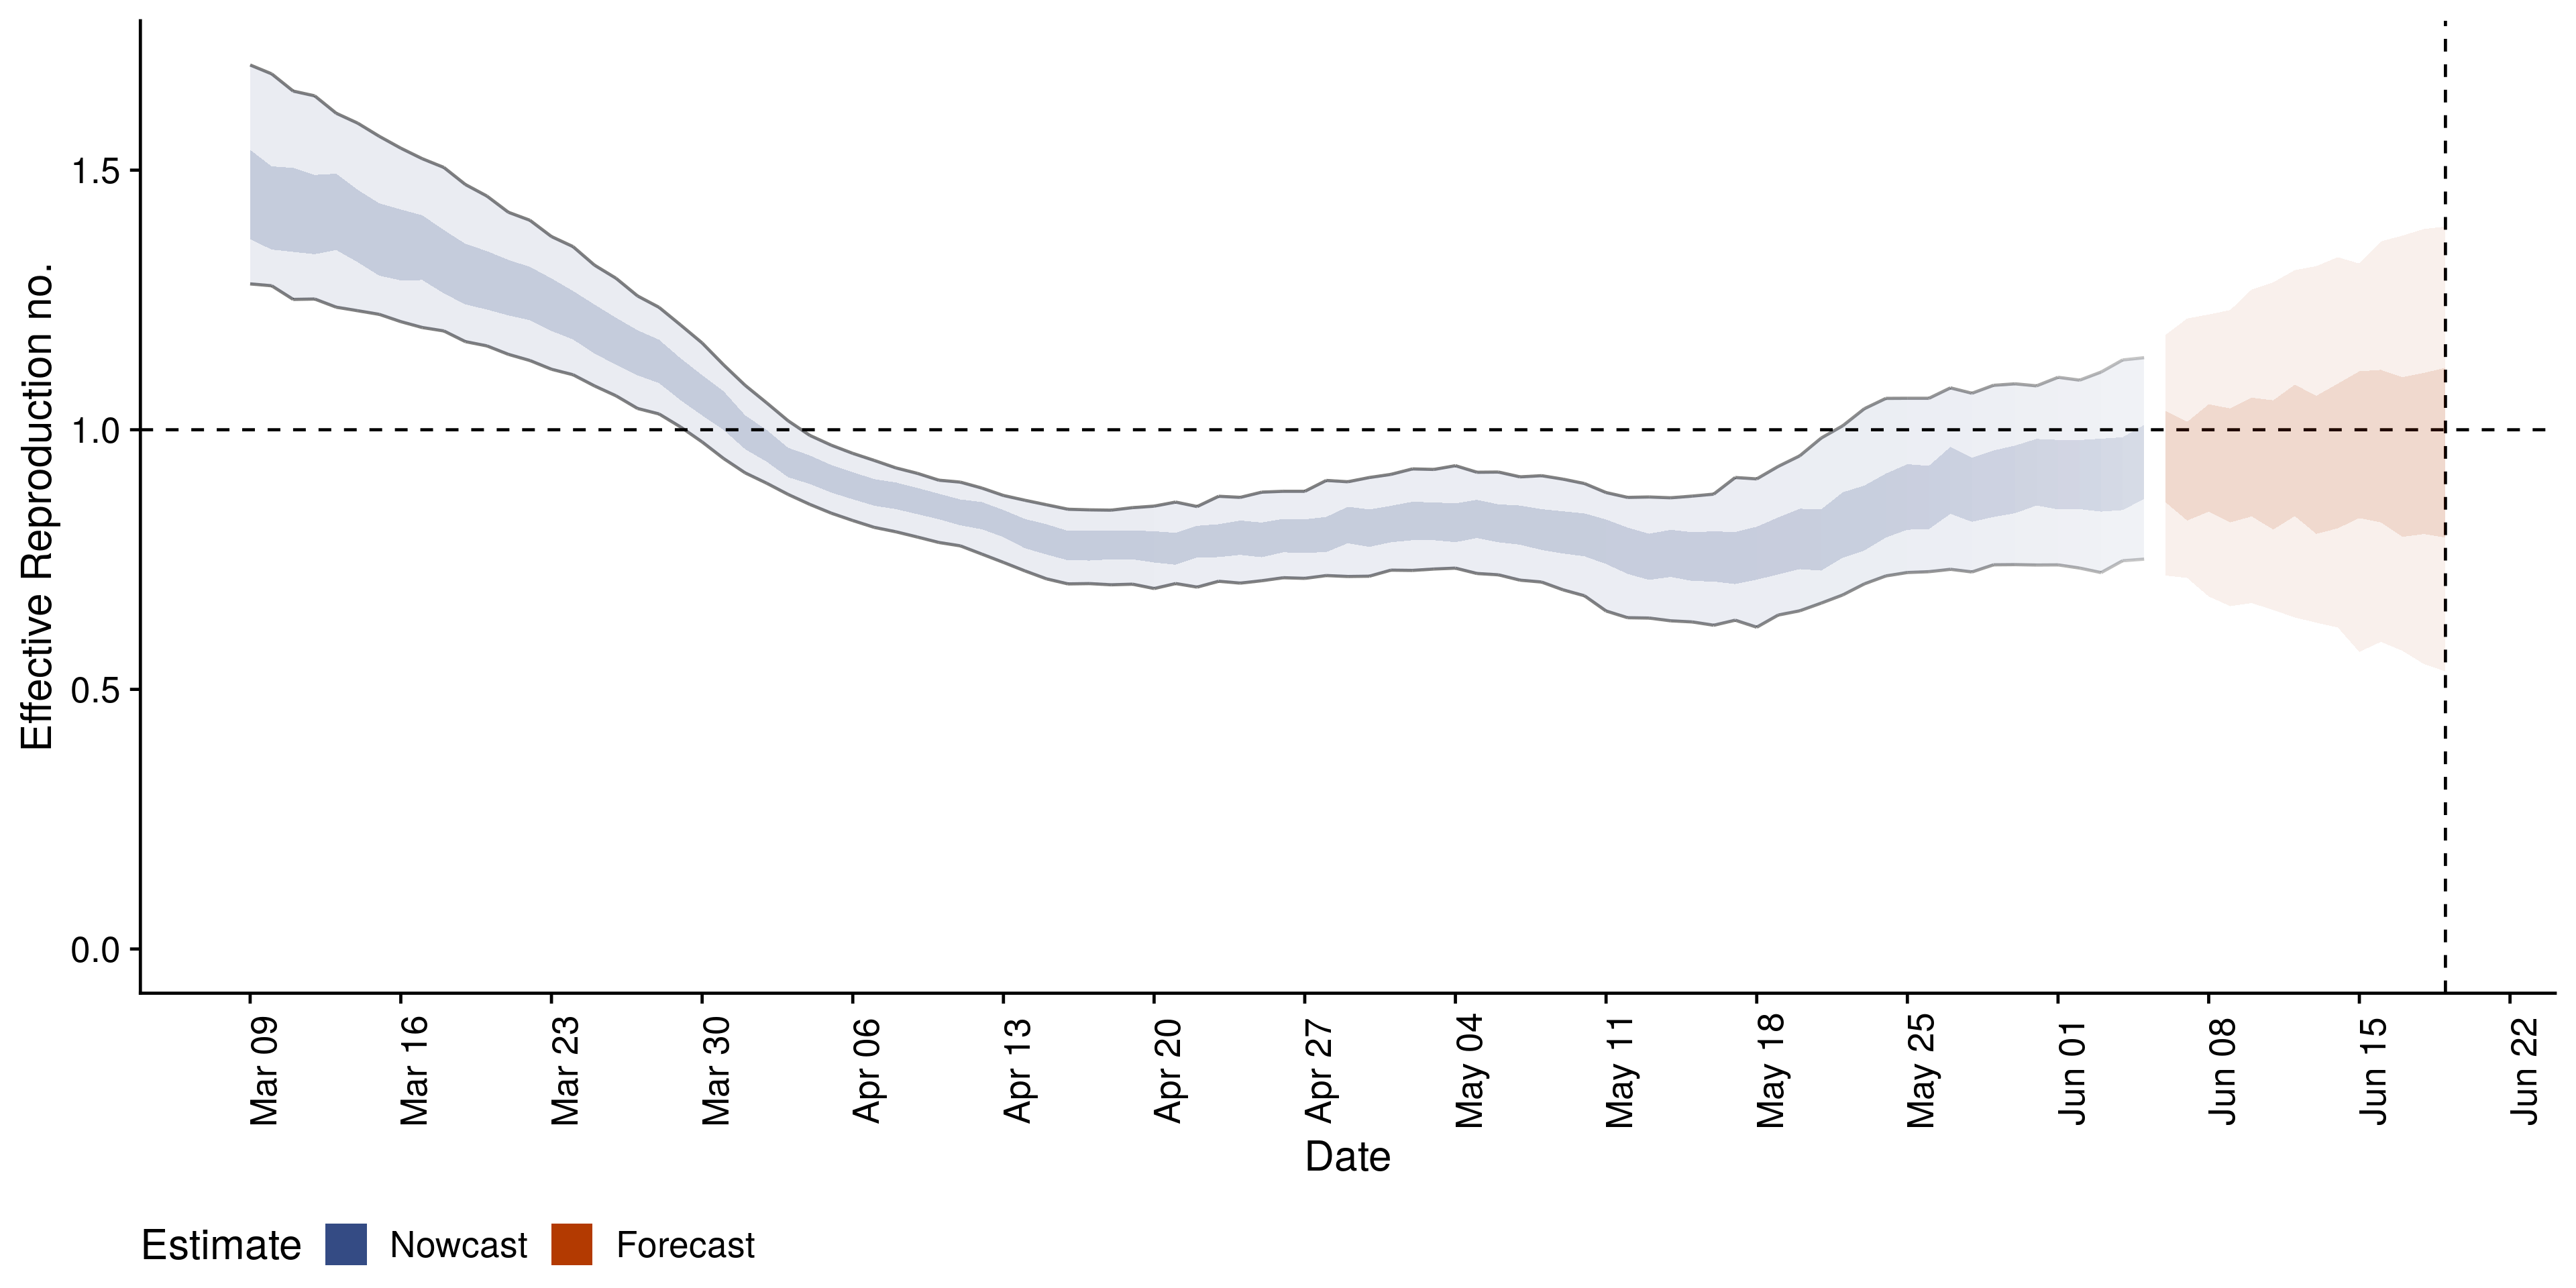 Effective Reproduction no.
1.5
1.0
0.5
0.0
Mar 09
Mar 16
Mar 23
Mar 30
Apr 06
Apr 13
Apr 20
Apr 27
May 04
May 11
May 18
May 25
Jun 01
Jun 08
Jun 15
Jun 22
Date
Estimate Nowcast Forecast